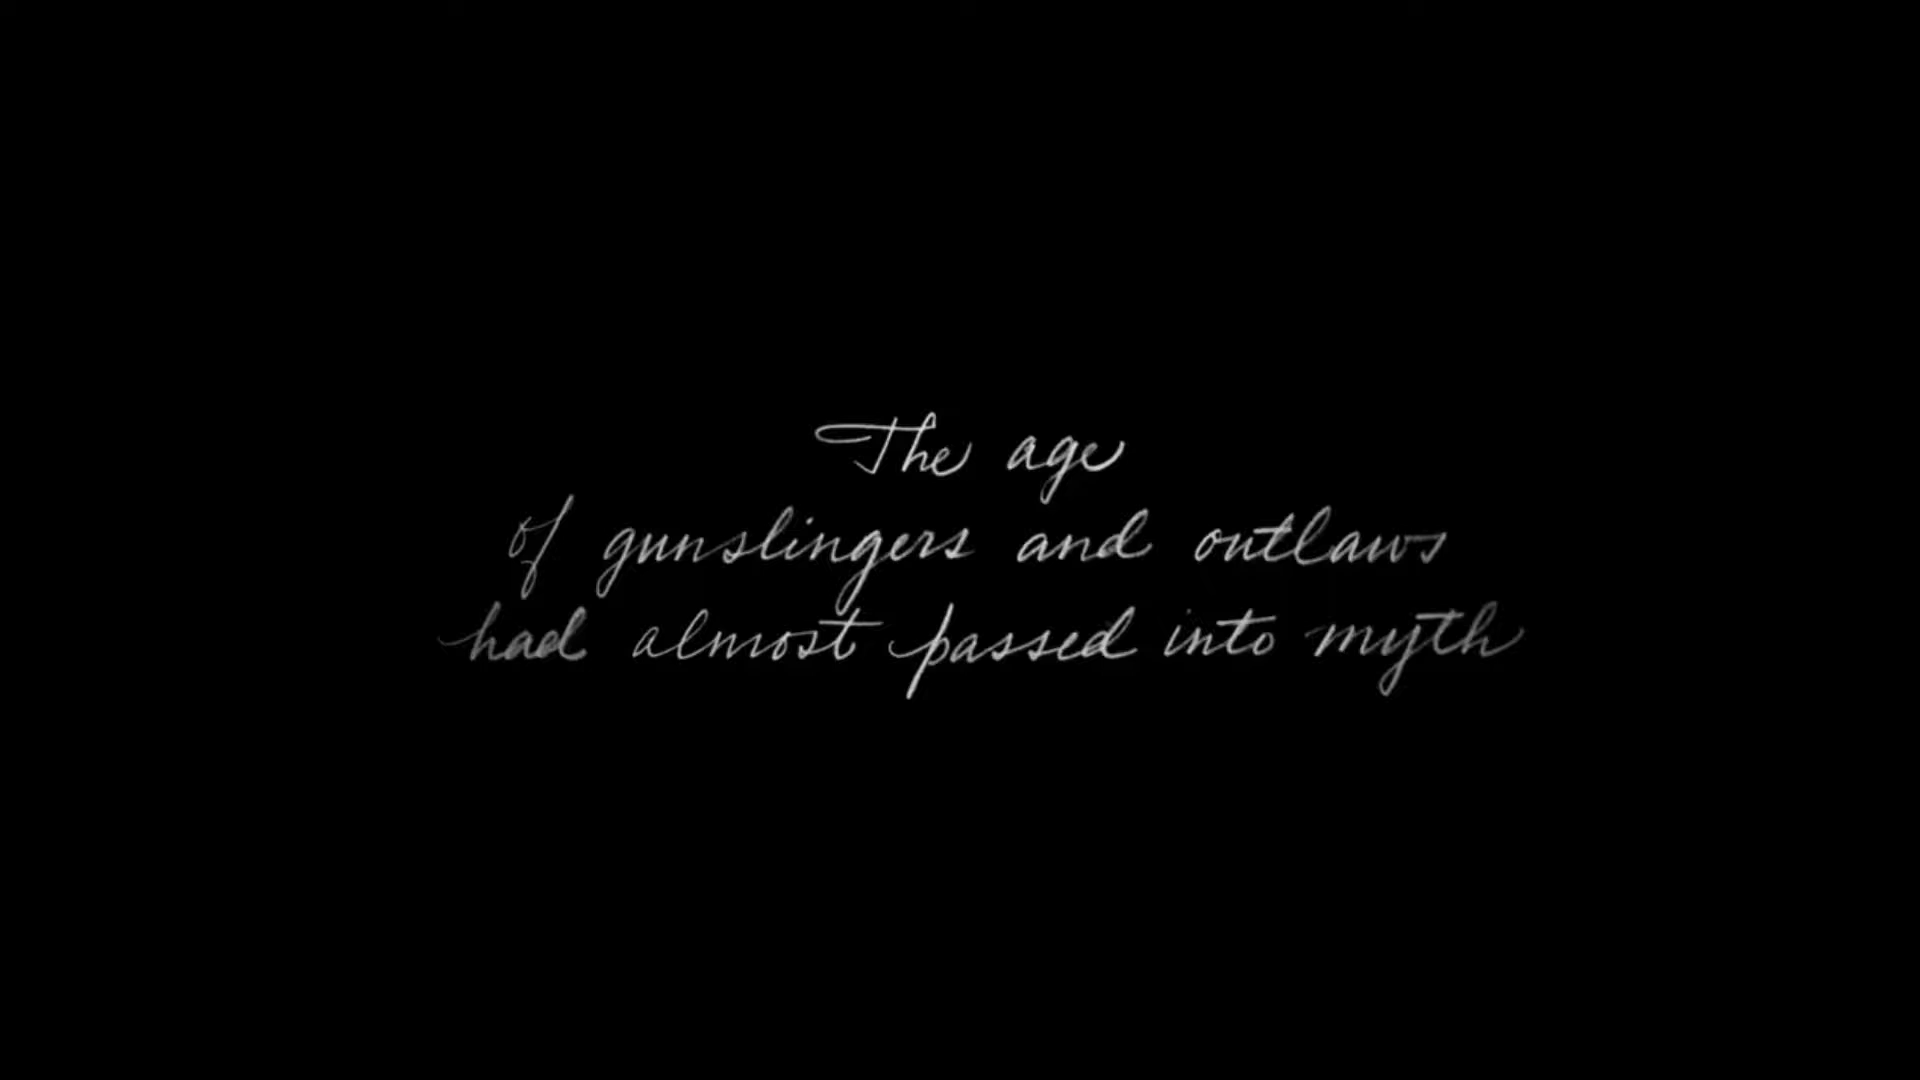 The age
of gunslingers and outlaws
had almost passed into myth